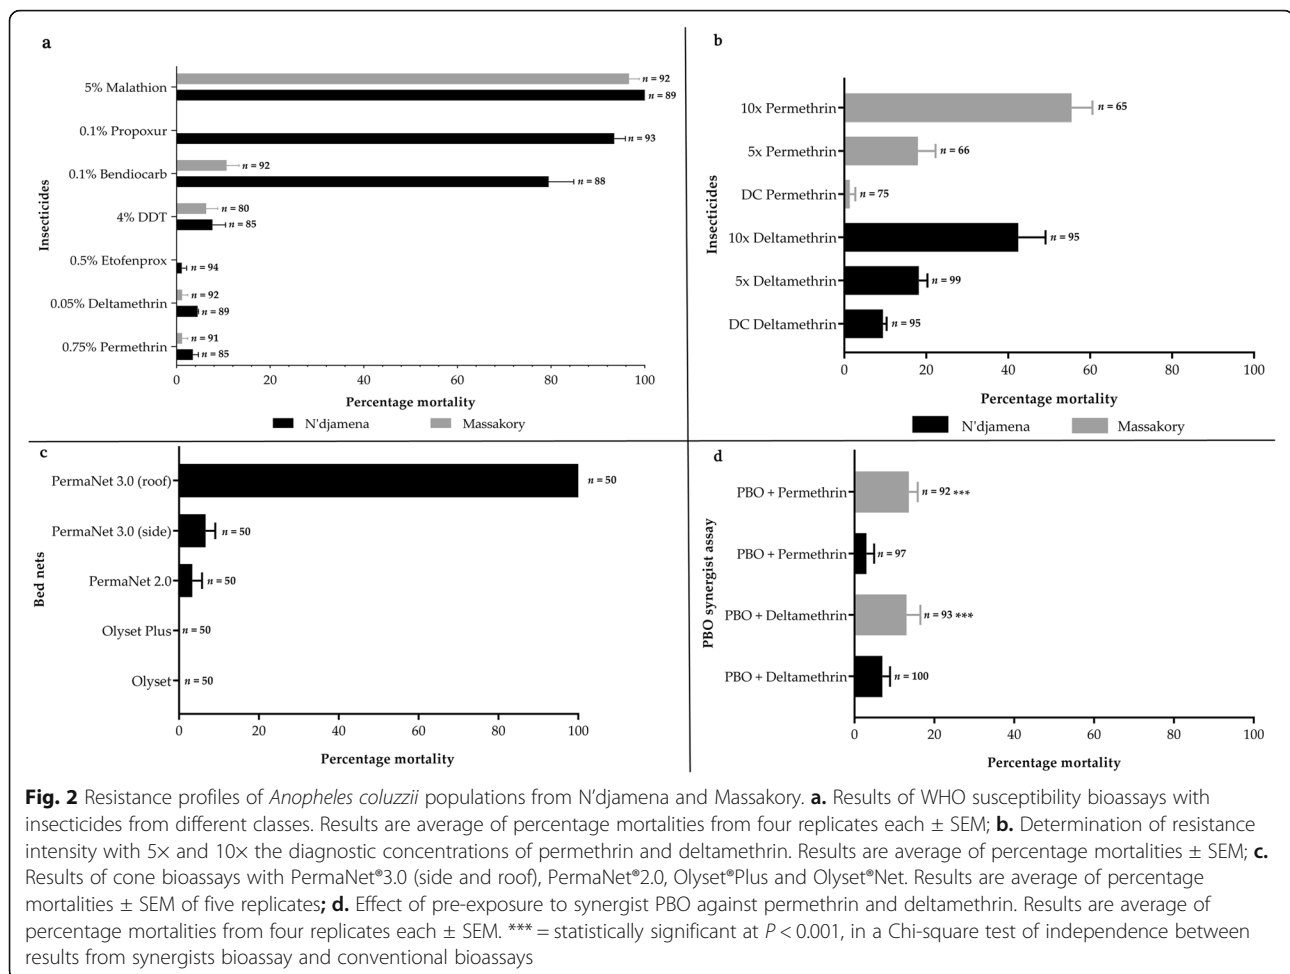 a
5% Malathion
n = 92
n = 89
0.1% Propoxur
n = 93
0.1% Bendiocarb
n = 92
n = 88
4% DDT
n = 80
n = 85
0.5% Etofenprox
n = 94
0.05% Deltamethrin
n = 92
n = 89
0.75% Permethrin
n = 91
n = 85
Insecticides
0 20 40 60 80 100
Percentage mortality
N'djamena Massakory
b
10x Permethrin
n = 65
5x Permethrin
n = 66
DC Permethrin
n = 75
10x Deltamethrin
n = 95
5x Deltamethrin
n = 99
DC Deltamethrin
n = 95
Insecticides
0 20 40 60 80 100
Percentage mortality
N'djamena Massakory
c
PermaNet 3.0 (roof)
n = 50
PermaNet 3.0 (side)
n = 50
PermaNet 2.0
n = 50
Olyset Plus
n = 50
Olyset
n = 50
Bed nets
0 20 40 60 80 100
Percentage mortality
d
PBO + Permethrin
n = 92 ***
PBO + Permethrin
n = 97
PBO + Deltamethrin
n = 93 ***
PBO + Deltamethrin
n = 100
PBO synergist assay
0 20 40 60 80 100
Percentage mortality
Fig. 2 Resistance profiles of Anopheles coluzzii populations from N'djamena and Massakory. a. Results of WHO susceptibility bioassays with
insecticides from different classes. Results are average of percentage mortalities from four replicates each ± SEM; b. Determination of resistance
intensity with 5× and 10× the diagnostic concentrations of permethrin and deltamethrin. Results are average of percentage mortalities ± SEM; c.
Results of cone bioassays with PermaNet®3.0 (side and roof), PermaNet®2.0, Olyset®Plus and Olyset®Net. Results are average of percentage
mortalities ± SEM of five replicates; d. Effect of pre-exposure to synergist PBO against permethrin and deltamethrin. Results are average of
percentage mortalities from four replicates each ± SEM. *** = statistically significant at P < 0.001, in a Chi-square test of independence between
results from synergists bioassay and conventional bioassays